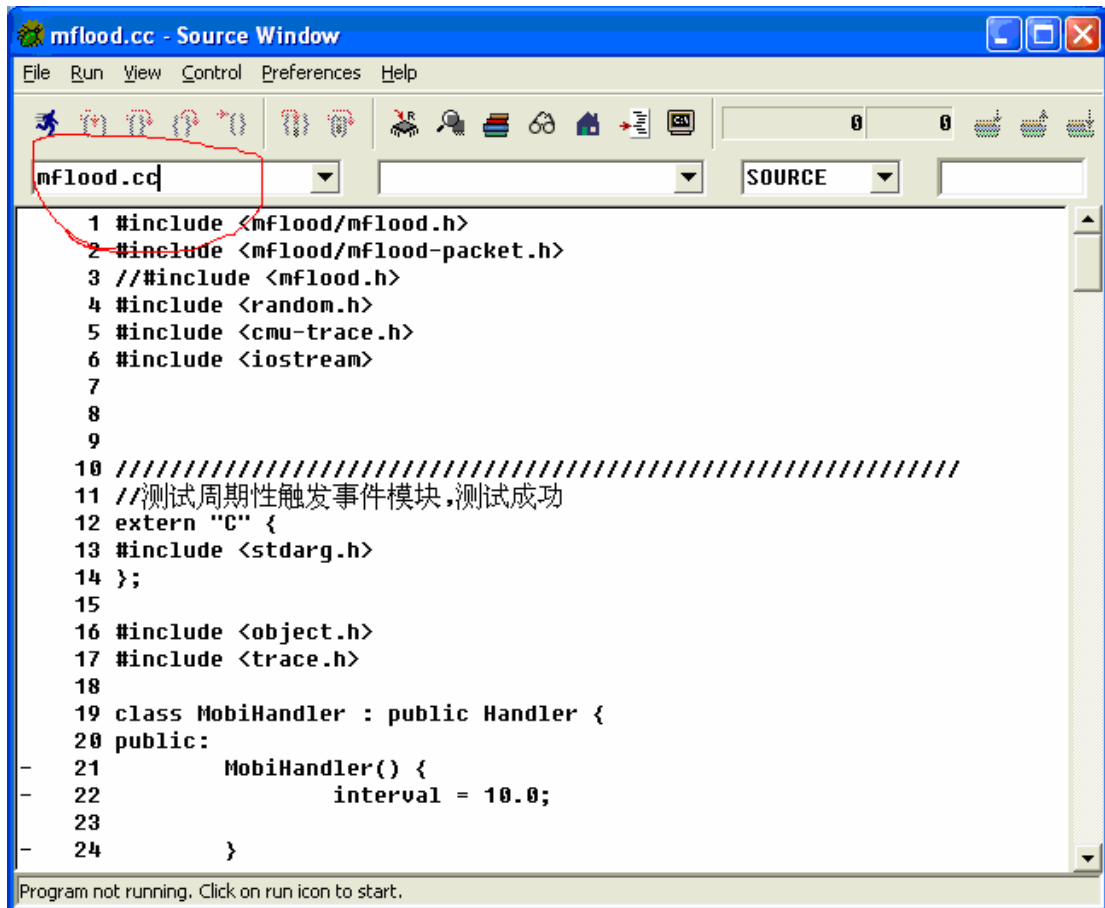 mflood.cc - Source Window
File Run View Control Preferences Help
0 0
mflood.cc SOURCE
1 #include <mflood/mflood.h>
2 #include <mflood/mflood-packet.h>
3 //#include <mflood.h>
4 #include <random.h>
5 #include <cmu-trace.h>
6 #include <iostream>
7
8
9
10 //////////////////////////////////////////////////////////////
11 //测试周期性触发事件模块,测试成功
12 extern "C" {
13 #include <stdarg.h>
14 };
15
16 #include <object.h>
17 #include <trace.h>
18
19 class MobiHandler : public Handler {
20 public:
- 21 MobiHandler() {
- 22 interval = 10.0;
23
- 24 }
Program not running. Click on run icon to start.